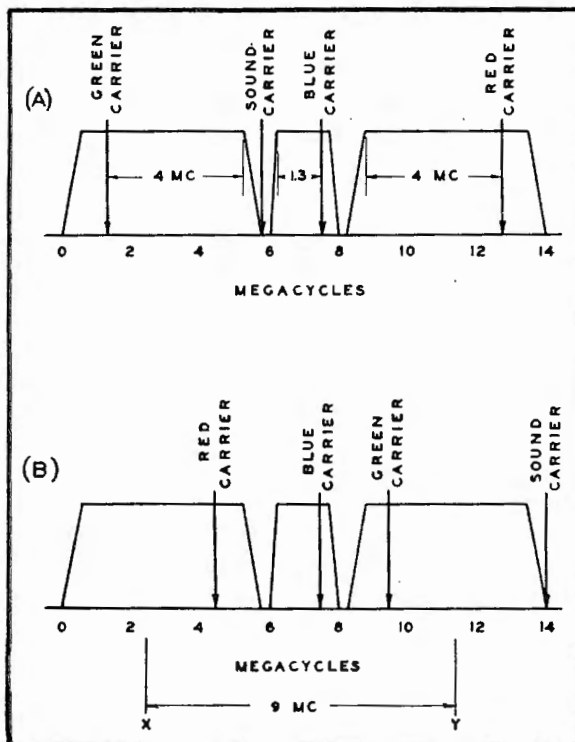 (A)
GREEN CARRIER
SOUND- CARRIER
BLUE CARRIER
RED CARRIER
4 MC
1.3
4 MC
0 2 4 6 8 10 12 14
MEGACYCLES
(B)
RED CARRIER
BLUE CARRIER
GREEN CARRIER
SOUND CARRIER
0 2 4 6 8 10 12 14
MEGACYCLES
9 MC
X Y